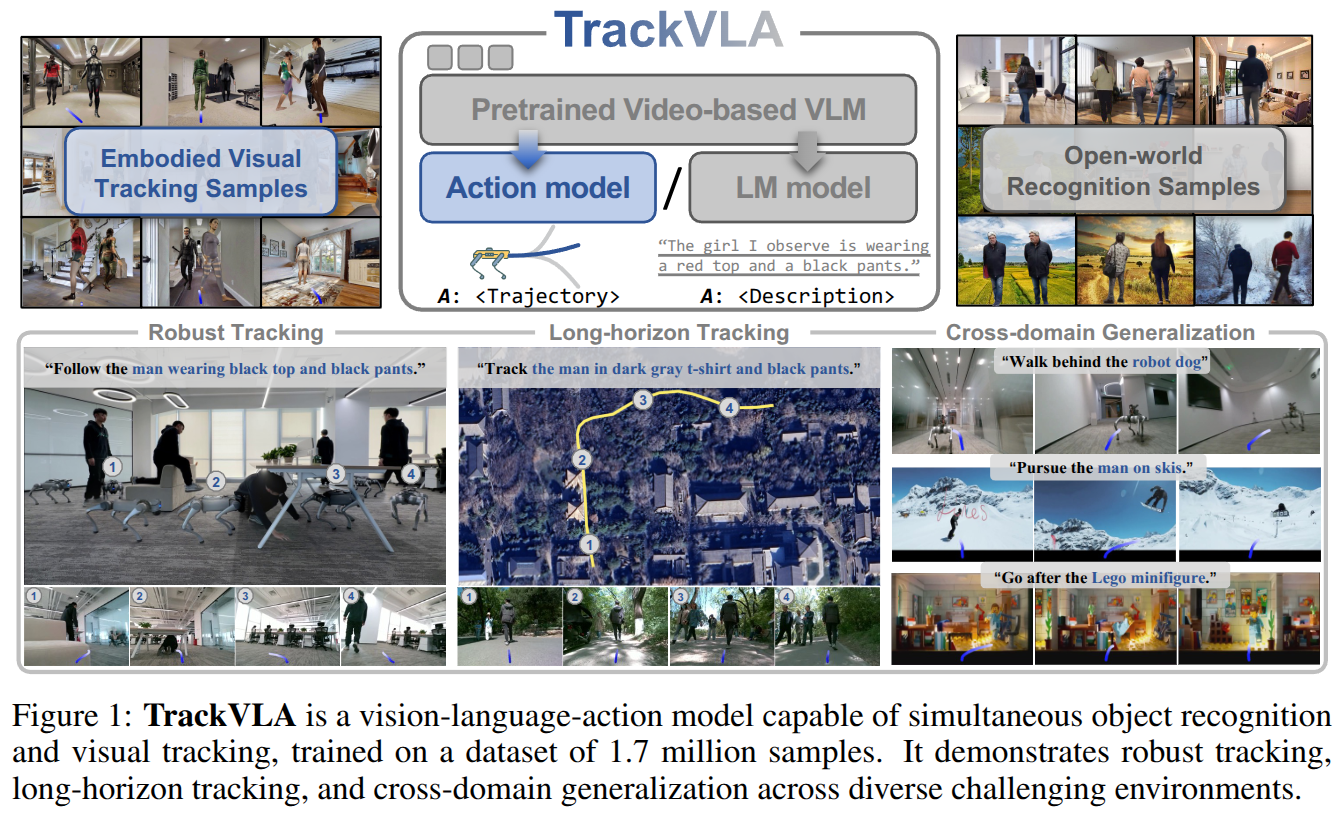 TrackVLA
Pretrained Video-based VLM
Embodied Visual
Tracking Samples
Action model
/
LM model
Open-world
Recognition Samples
“The girl I observe is wearing
a red top and a black pants.”
A: <Trajectory>
A: <Description>
Robust Tracking
“Follow the man wearing black top and black pants.”
1
2
3
4
1
2
3
4
Long-horizon Tracking
“Track the man in dark gray t-shirt and black pants.”
3
4
2
1
1
2
3
4
Cross-domain Generalization
“Walk behind the robot dog”
“Pursue the man on skis.”
“Go after the Lego minifigure.”
Figure 1: TrackVLA is a vision-language-action model capable of simultaneous object recognition
and visual tracking, trained on a dataset of 1.7 million samples. It demonstrates robust tracking,
long-horizon tracking, and cross-domain generalization across diverse challenging environments.